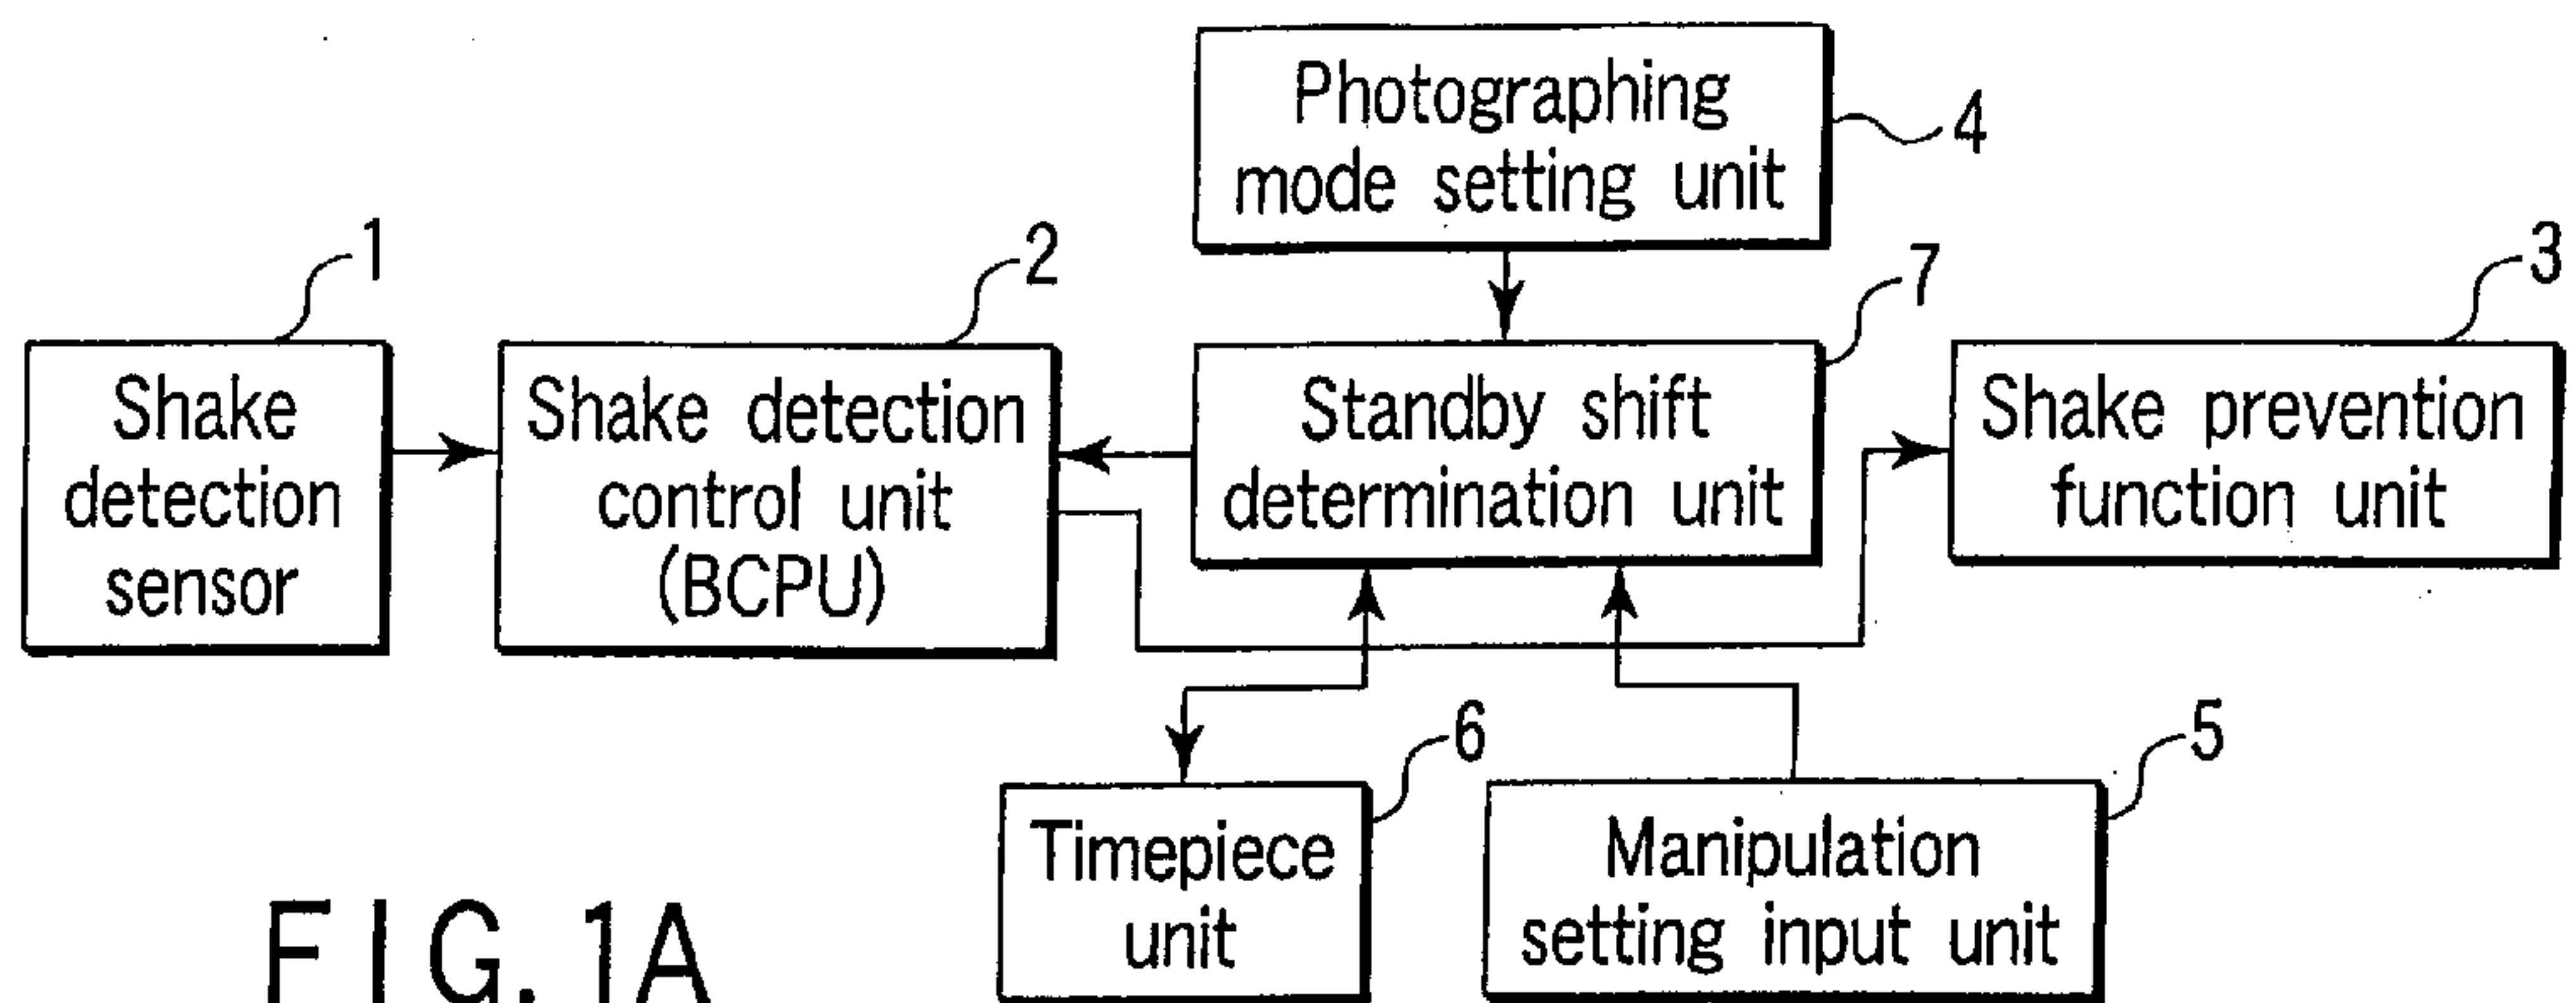 Photographing
mode setting unit
4
1
2
7
3
Shake
detection
sensor
Shake detection
control unit
(BCPU)
Standby shift
determination unit
Shake prevention
function unit
6
5
Timepiece
unit
Manipulation
setting input unit
FIG. 1A